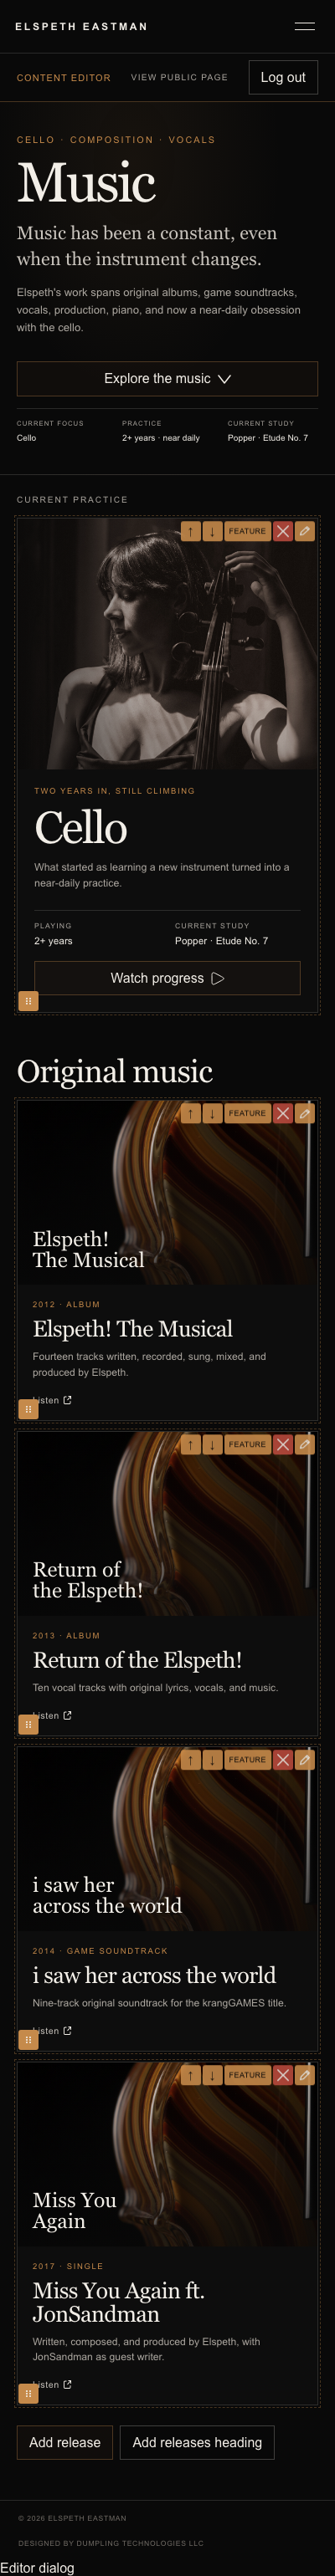 ELSPETH EASTMAN
CONTENT EDITOR
VIEW PUBLIC PAGE
Log out
CELLO · COMPOSITION · VOCALS
Music
Music has been a constant, even
when the instrument changes.
Elspeth's work spans original albums, game soundtracks,
vocals, production, piano, and now a near-daily obsession
with the cello.
Explore the music
CURRENT FOCUS
Cello
PRACTICE
2+ years · near daily
CURRENT STUDY
Popper · Etude No. 7
CURRENT PRACTICE
↑ ↓ FEATURE
TWO YEARS IN, STILL CLIMBING
Cello
What started as learning a new instrument turned into a
near-daily practice.
PLAYING
2+ years
CURRENT STUDY
Popper · Etude No. 7
Watch progress
Original music
↑ ↓ FEATURE
Elspeth!
The Musical
2012 · ALBUM
Elspeth! The Musical
Fourteen tracks written, recorded, sung, mixed, and
produced by Elspeth.
Listen
↑ ↓ FEATURE
Return of
the Elspeth!
2013 · ALBUM
Return of the Elspeth!
Ten vocal tracks with original lyrics, vocals, and music.
Listen
↑ ↓ FEATURE
i saw her
across the world
2014 · GAME SOUNDTRACK
i saw her across the world
Nine-track original soundtrack for the krangGAMES title.
Listen
↑ ↓ FEATURE
Miss You
Again
2017 · SINGLE
Miss You Again ft.
JonSandman
Written, composed, and produced by Elspeth, with
JonSandman as guest writer.
Listen
Add release
Add releases heading
© 2026 ELSPETH EASTMAN
DESIGNED BY DUMPLING TECHNOLOGIES LLC
Editor dialog